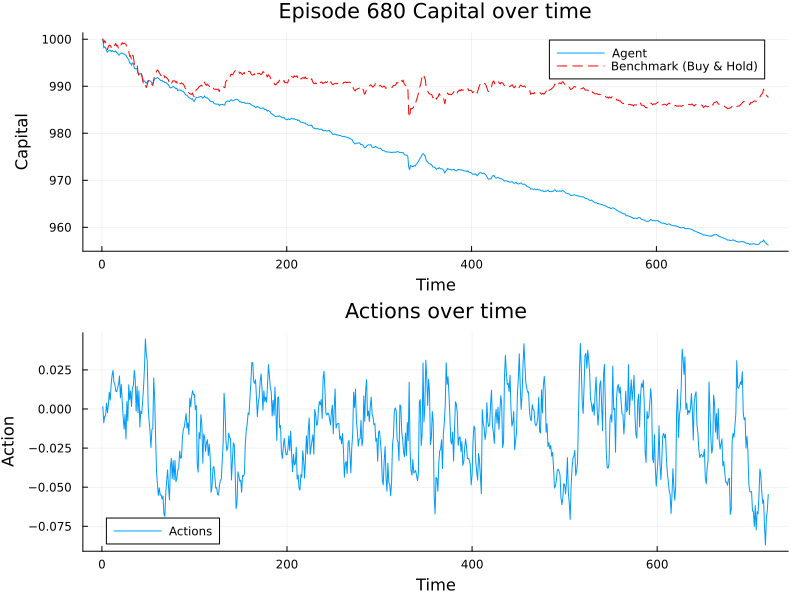 Episode 680 Capital over time
1000
990
980
970
960
Capital
Agent
Benchmark (Buy & Hold)
0
200
400
600
Time
Actions over time
0.025
0.000
−0.025
−0.050
−0.075
Action
Actions
0
200
400
600
Time